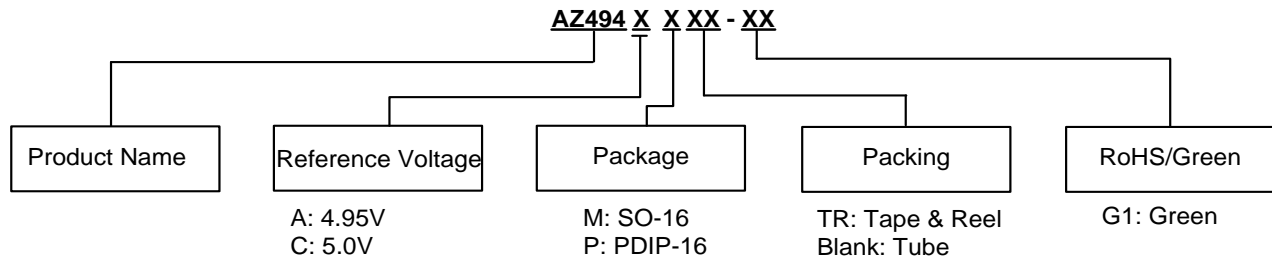 AZ494 X X XX - XX
Product Name
Reference Voltage
Package
Packing
RoHS/Green
A: 4.95V
C: 5.0V
M: SO-16
P: PDIP-16
TR: Tape & Reel
Blank: Tube
G1: Green